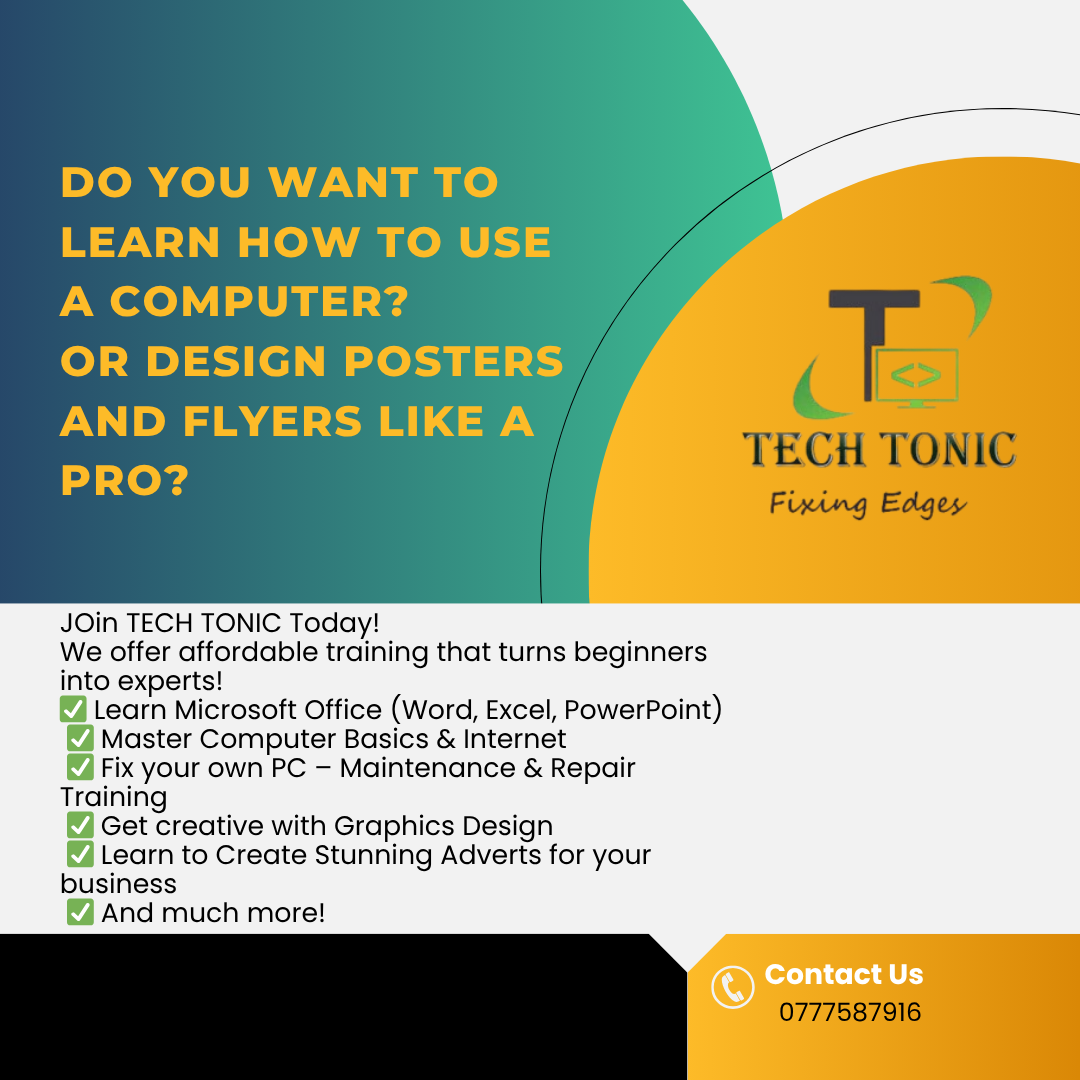 DO YOU WANT TO
LEARN HOW TO USE
A COMPUTER?
OR DESIGN POSTERS
AND FLYERS LIKE A
PRO?
T <>
TECH TONIC
Fixing Edges
JOin TECH TONIC Today!
We offer affordable training that turns beginners
into experts!
✅ Learn Microsoft Office (Word, Excel, PowerPoint)
✅ Master Computer Basics & Internet
✅ Fix your own PC – Maintenance & Repair
Training
✅ Get creative with Graphics Design
✅ Learn to Create Stunning Adverts for your
business
✅ And much more!
Contact Us
0777587916